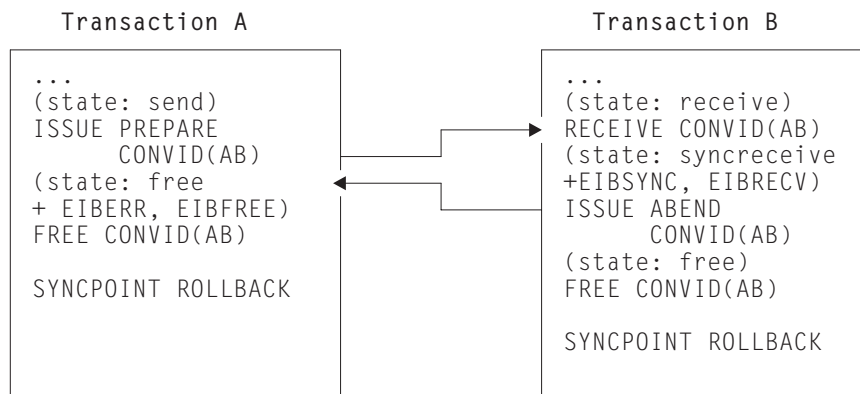 Transaction A
...
(state: send)
ISSUE PREPARE
CONVID(AB)
(state: free
+ EIBERR, EIBFREE)
FREE CONVID(AB)
SYNCPOINT ROLLBACK
Transaction B
...
(state: receive)
RECEIVE CONVID(AB)
(state: syncreceive
+EIBSYNC, EIBRECV)
ISSUE ABEND
CONVID(AB)
(state: free)
FREE CONVID(AB)
SYNCPOINT ROLLBACK